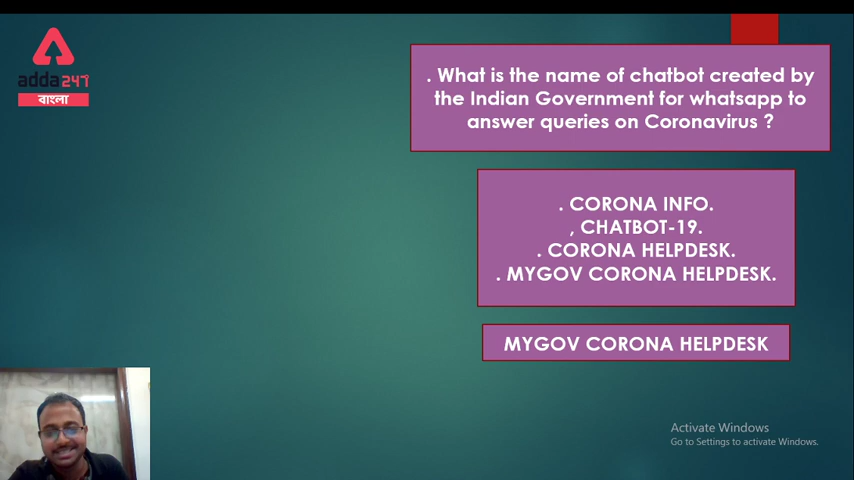 adda247
বাংলা
. What is the name of chatbot created by
the Indian Government for whatsapp to
answer queries on Coronavirus ?
. CORONA INFO.
, CHATBOT-19.
. CORONA HELPDESK.
. MYGOV CORONA HELPDESK.
MYGOV CORONA HELPDESK
Activate Windows
Go to Settings to activate Windows.